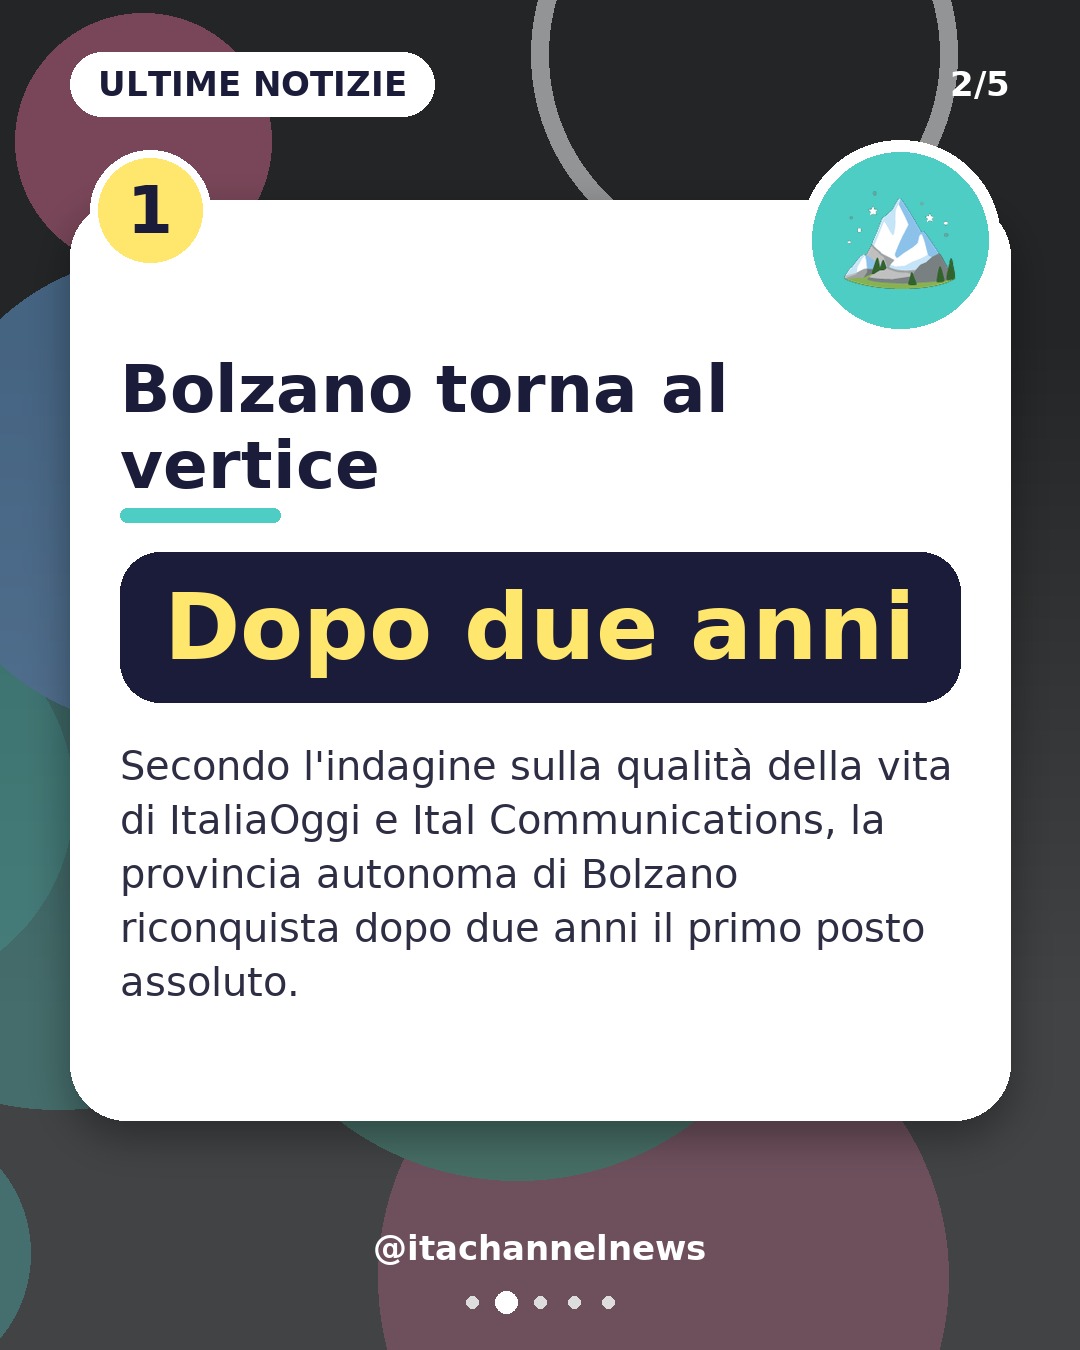 ULTIME NOTIZIE
2/5
1
Bolzano torna al
vertice
Dopo due anni
Secondo l'indagine sulla qualità della vita
di ItaliaOggi e Ital Communications, la
provincia autonoma di Bolzano
riconquista dopo due anni il primo posto
assoluto.
@itachannelnews